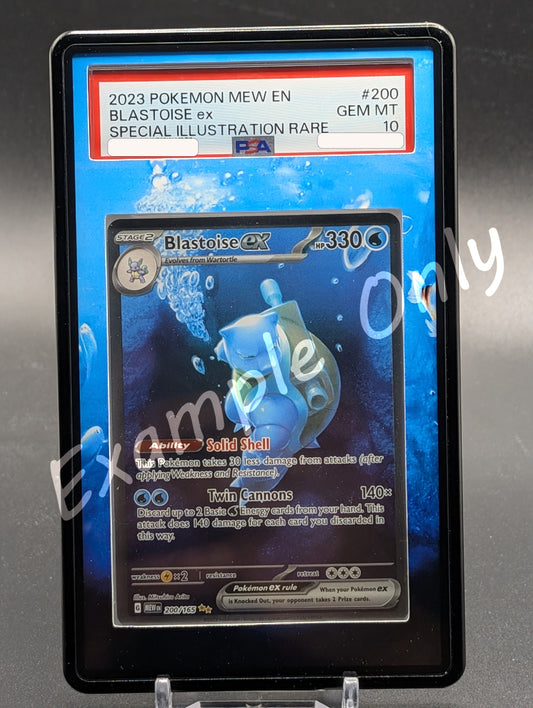 2023 POKEMON MEW EN #200
BLASTOISE ex GEM MT
SPECIAL ILLUSTRATION RARE 10
PSA
STAGE2 Blastoise ex HP330
Evolves from Wartortle
Example Only
Ability Solid Shell
This Pokémon takes 30 less damage from attacks (after
applying Weakness and Resistance).
Twin Cannons 140×
Discard up to 2 Basic Energy cards from your hand. This
attack does 140 damage for each card you discarded in
this way.
weakness ×2 resistance retreat
Pokémon ex rule When your Pokémon ex
is Knocked Out, your opponent takes 2 Prize cards.
Illus. Mitsuhiro Arita
G MEW EN 200/165